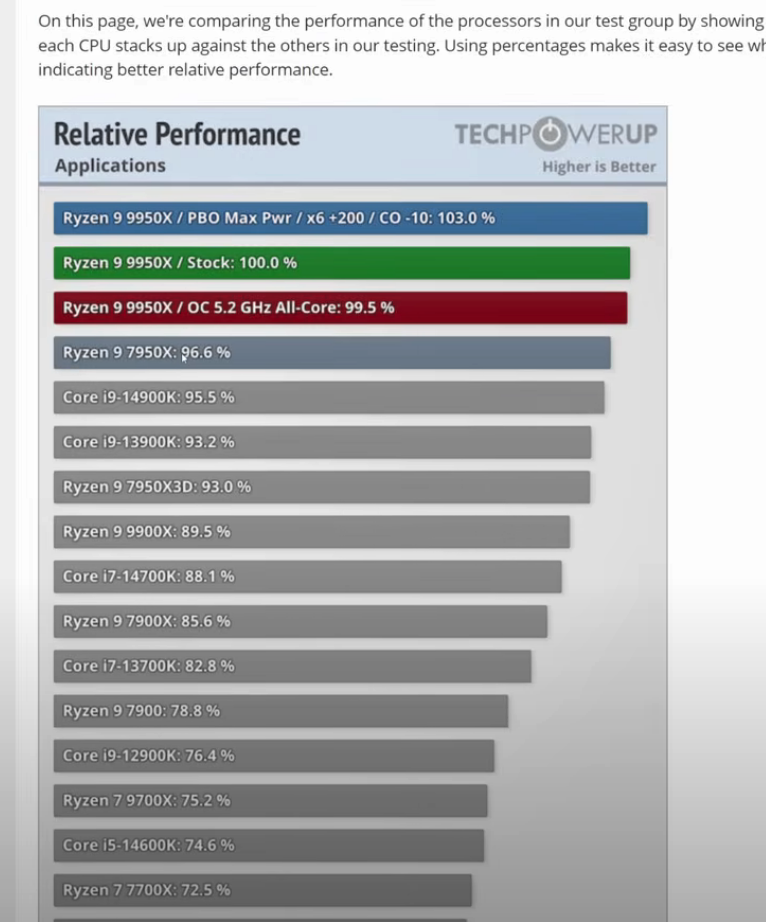 On this page, we're comparing the performance of the processors in our test group by showing
each CPU stacks up against the others in our testing. Using percentages makes it easy to see wh
indicating better relative performance.
Relative Performance
TECHPOWERUP
Applications
Higher is Better
Ryzen 9 9950X / PBO Max Pwr / x6 +200 / CO -10: 103.0 %
Ryzen 9 9950X / Stock: 100.0 %
Ryzen 9 9950X / OC 5.2 GHz All-Core: 99.5 %
Ryzen 9 7950X: 96.6 %
Core i9-14900K: 95.5 %
Core i9-13900K: 93.2 %
Ryzen 9 7950X3D: 93.0 %
Ryzen 9 9900X: 89.5 %
Core i7-14700K: 88.1 %
Ryzen 9 7900X: 85.6 %
Core i7-13700K: 82.8 %
Ryzen 9 7900: 78.8 %
Core i9-12900K: 76.4 %
Ryzen 7 9700X: 75.2 %
Core i5-14600K: 74.6 %
Ryzen 7 7700X: 72.5 %